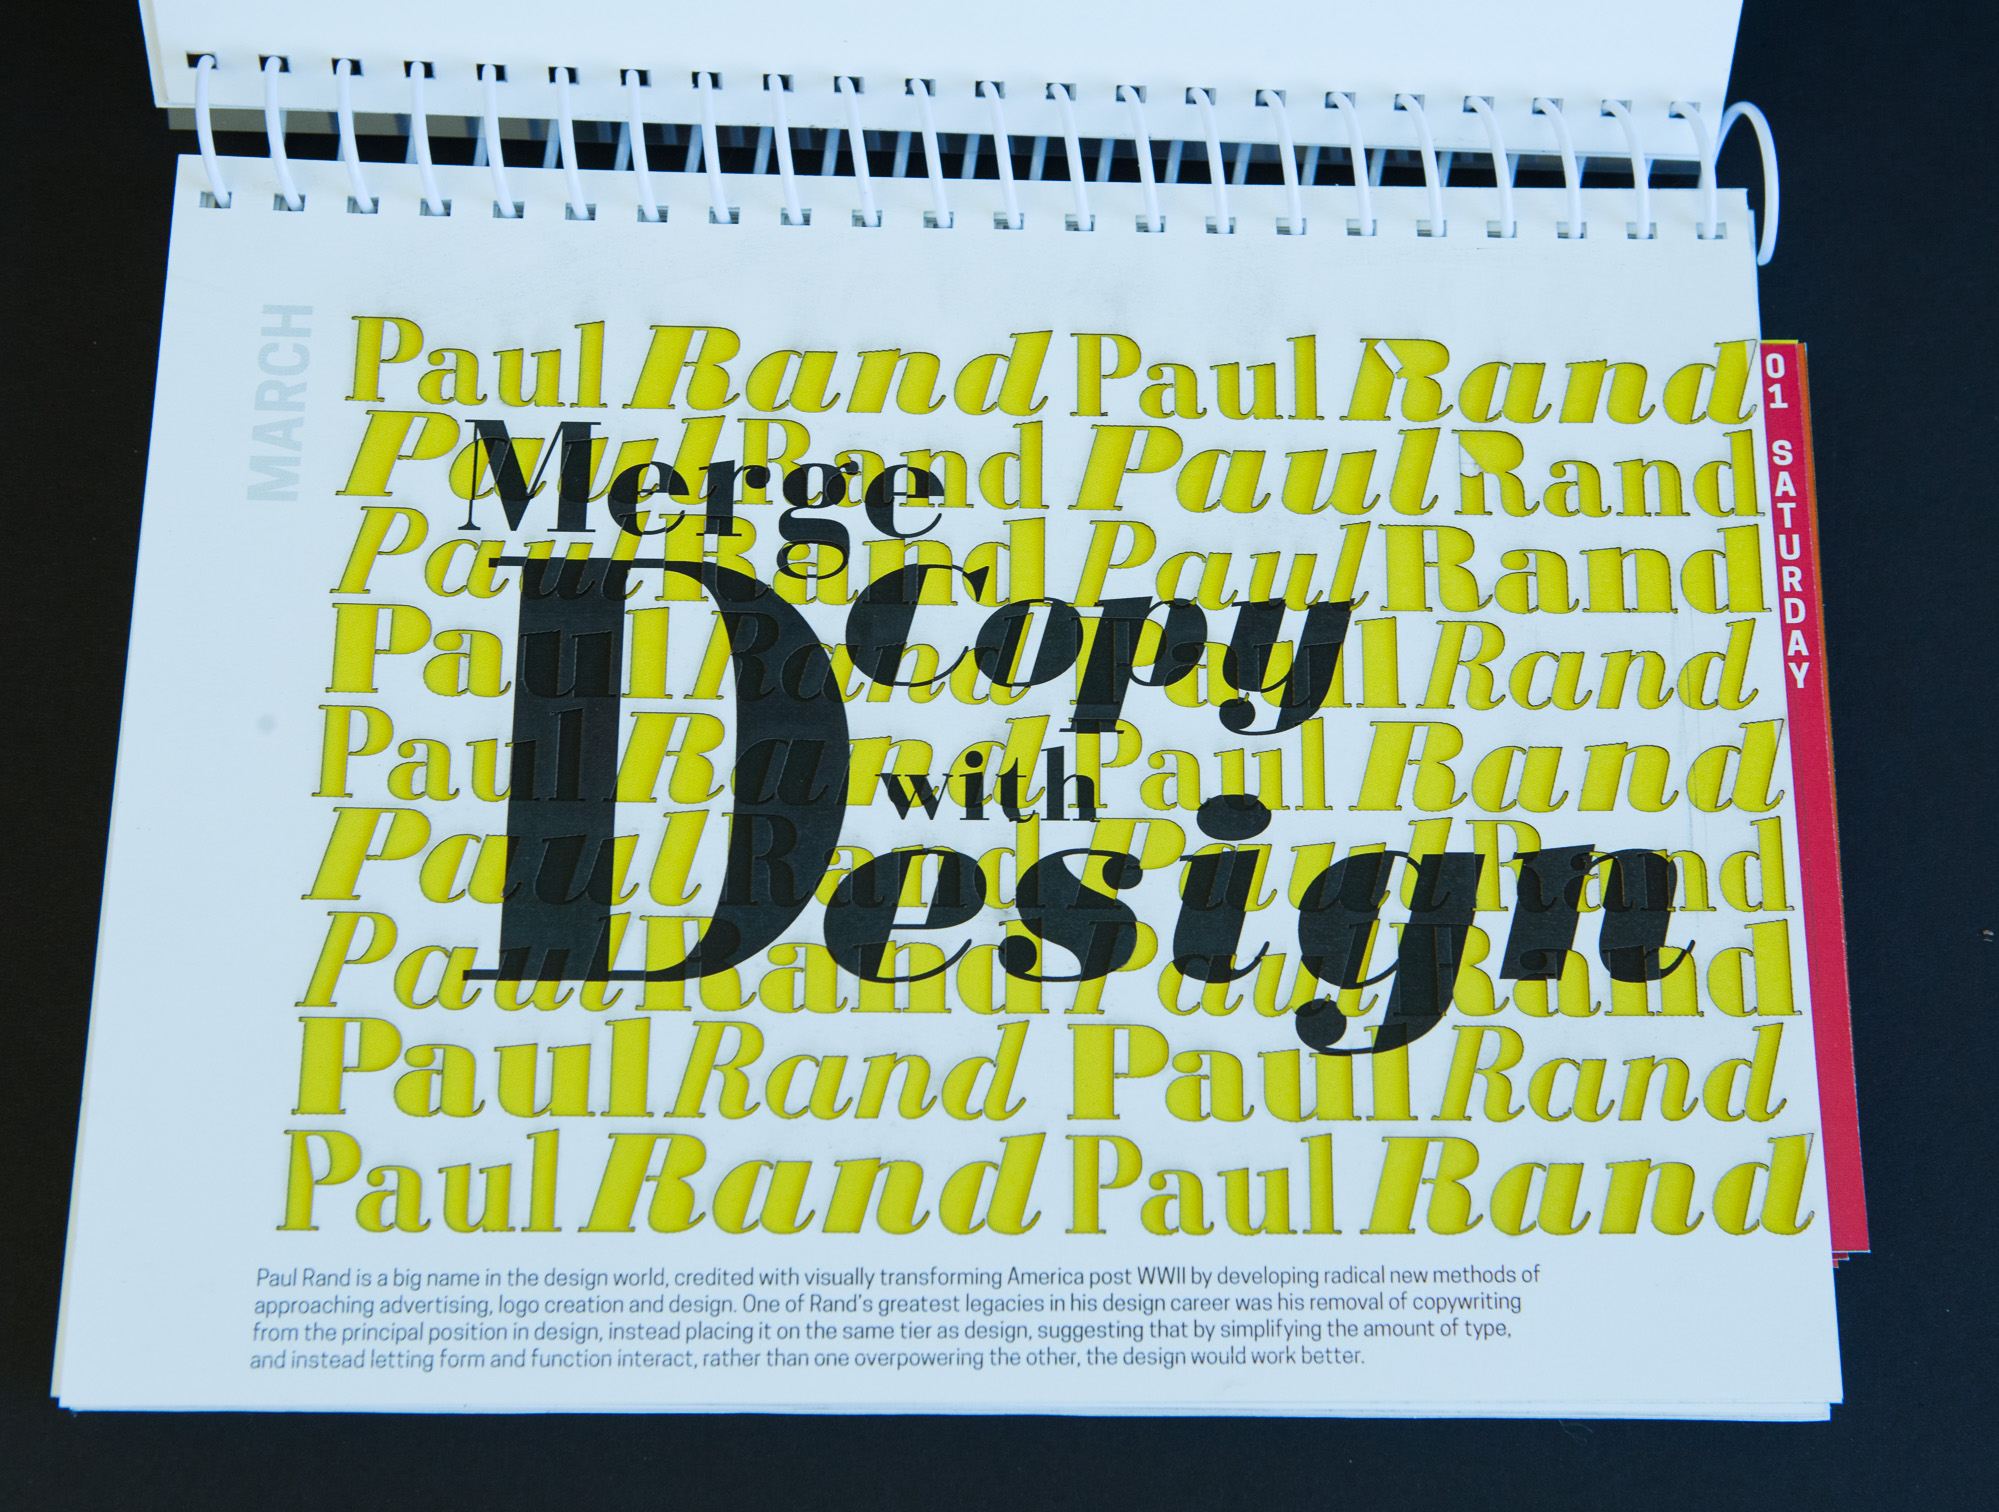 MARCH
Paul Rand Paul Rand
Paul Rand Paul Rand
Paul Rand Paul Rand
Paul Rand Paul Rand
Paul Rand Paul Rand
Paul Rand Paul Rand
Paul Rand Paul Rand
Paul Rand Paul Rand
Paul Rand Paul Rand
Merge
Copy
with
Design
01 SATURDAY
Paul Rand is a big name in the design world, credited with visually transforming America post WWII by developing radical new methods of
approaching advertising, logo creation and design. One of Rand's greatest legacies in his design career was his removal of copywriting
from the principal position in design, instead placing it on the same tier as design, suggesting that by simplifying the amount of type,
and instead letting form and function interact, rather than one overpowering the other, the design would work better.